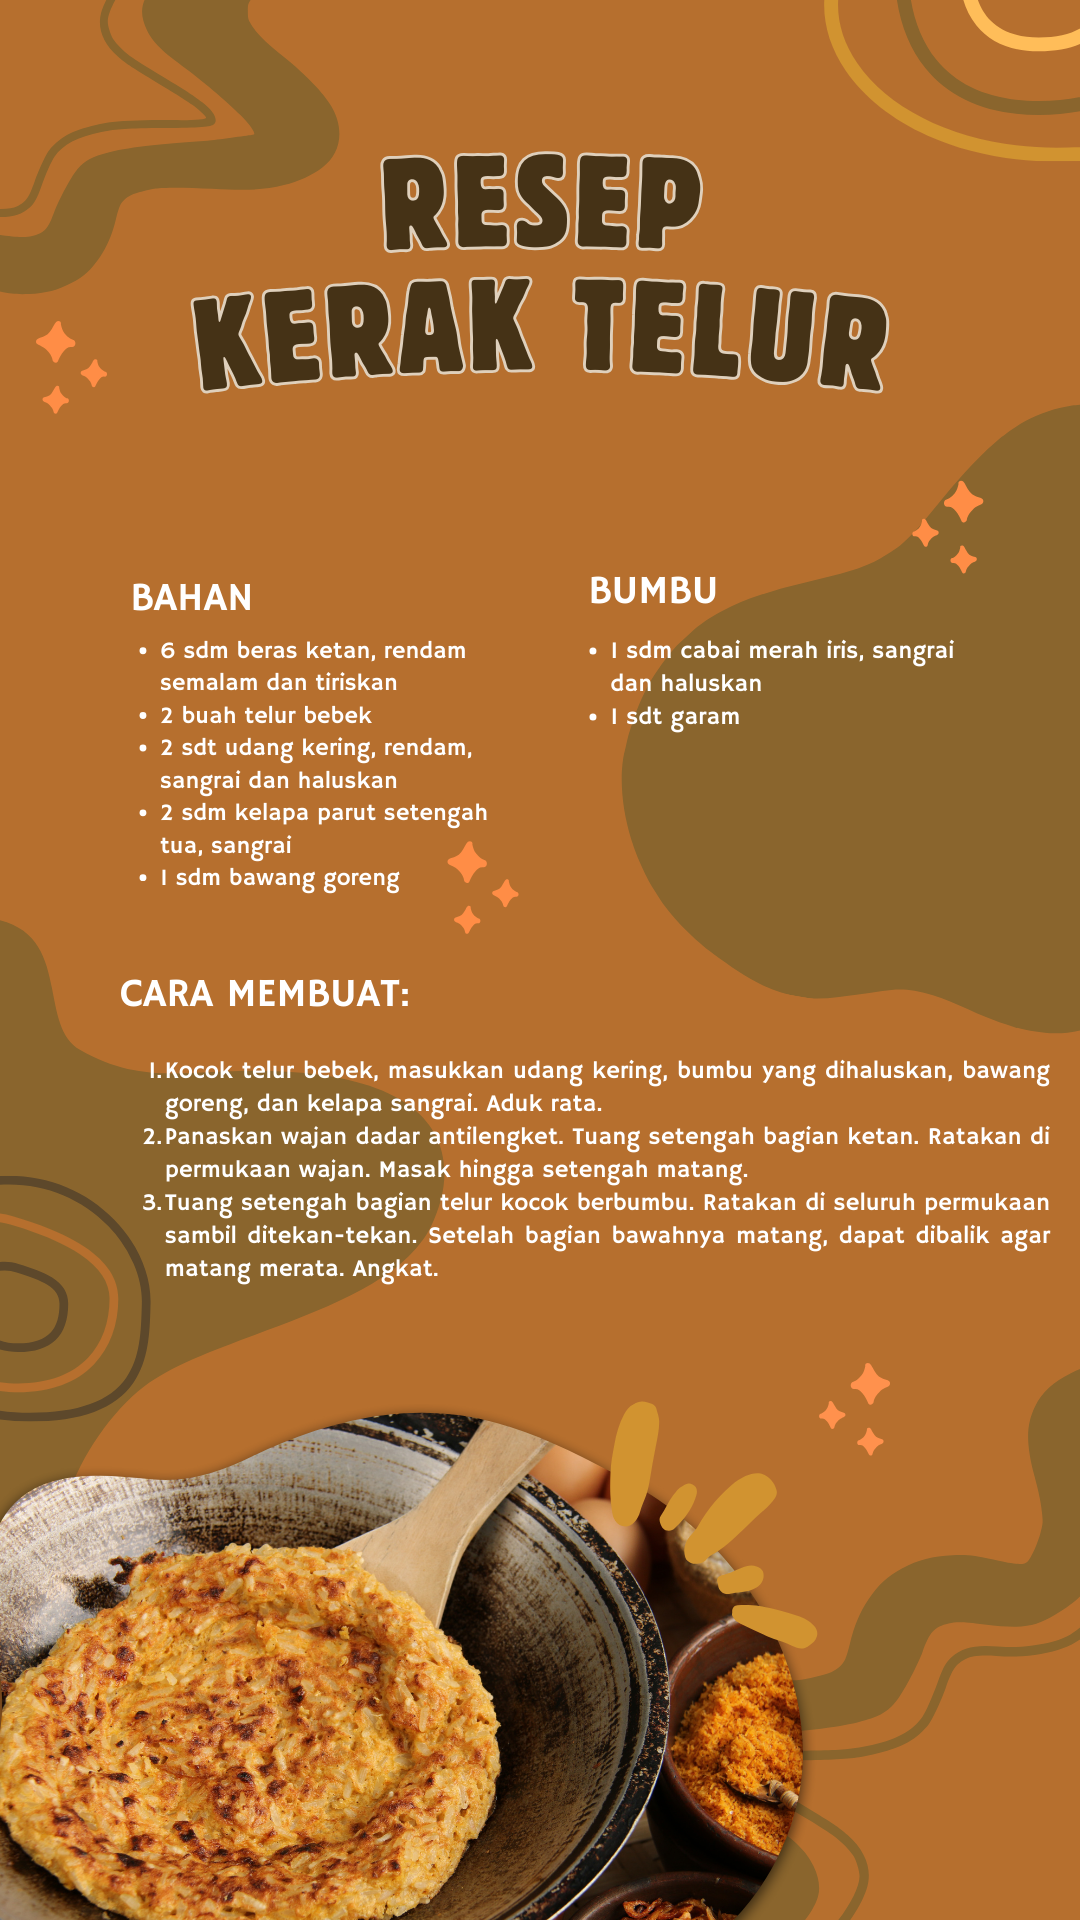 RESEP
KERAK TELUR
BAHAN
• 6 sdm beras ketan, rendam
semalam dan tiriskan
• 2 buah telur bebek
• 2 sdt udang kering, rendam,
sangrai dan haluskan
• 2 sdm kelapa parut setengah
tua, sangrai
• 1 sdm bawang goreng
BUMBU
• 1 sdm cabai merah iris, sangrai
dan haluskan
• 1 sdt garam
CARA MEMBUAT:
1. Kocok telur bebek, masukkan udang kering, bumbu yang dihaluskan, bawang
goreng, dan kelapa sangrai. Aduk rata.
2. Panaskan wajan dadar antilengket. Tuang setengah bagian ketan. Ratakan di
permukaan wajan. Masak hingga setengah matang.
3. Tuang setengah bagian telur kocok berbumbu. Ratakan di seluruh permukaan
sambil ditekan-tekan. Setelah bagian bawahnya matang, dapat dibalik agar
matang merata. Angkat.